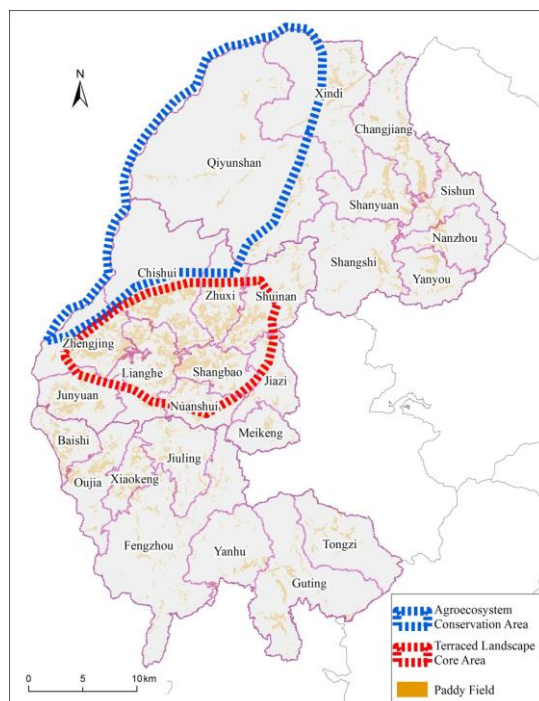 N
Xindi
Changjiang
Qiyunshan
Sishun
Shanyuan
Nanzhou
Shangshi
Yanyou
Chishui
Zhuxi
Shuinan
Zhengjing
Lianghe
Shangbao
Jiazi
Junyuan
Nuanshui
Meikeng
Baishi
Jiuling
Oujia
Xiaokeng
Fengzhou
Yanhu
Tongzi
Guting
Agroecosystem
Conservation Area
Terraced Landscape
Core Area
Paddy Field
0 5 10km